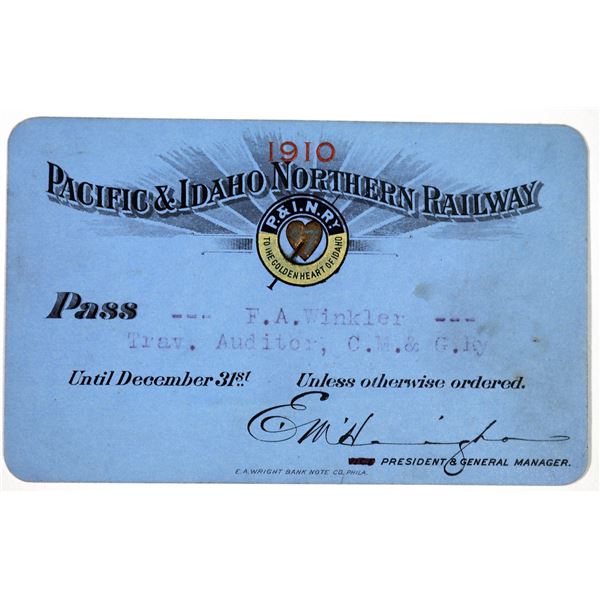 1910
PACIFIC & IDAHO NORTHERN RAILWAY
P. & I. N. RY
TO THE GOLDEN HEART OF IDAHO
Pass --- F.A.Winkler ---
Trav. Auditor, C.M.& G.Ry
Until December 31st Unless otherwise ordered.
PRESIDENT & GENERAL MANAGER.
E.A. WRIGHT BANK NOTE CO. PHILA.